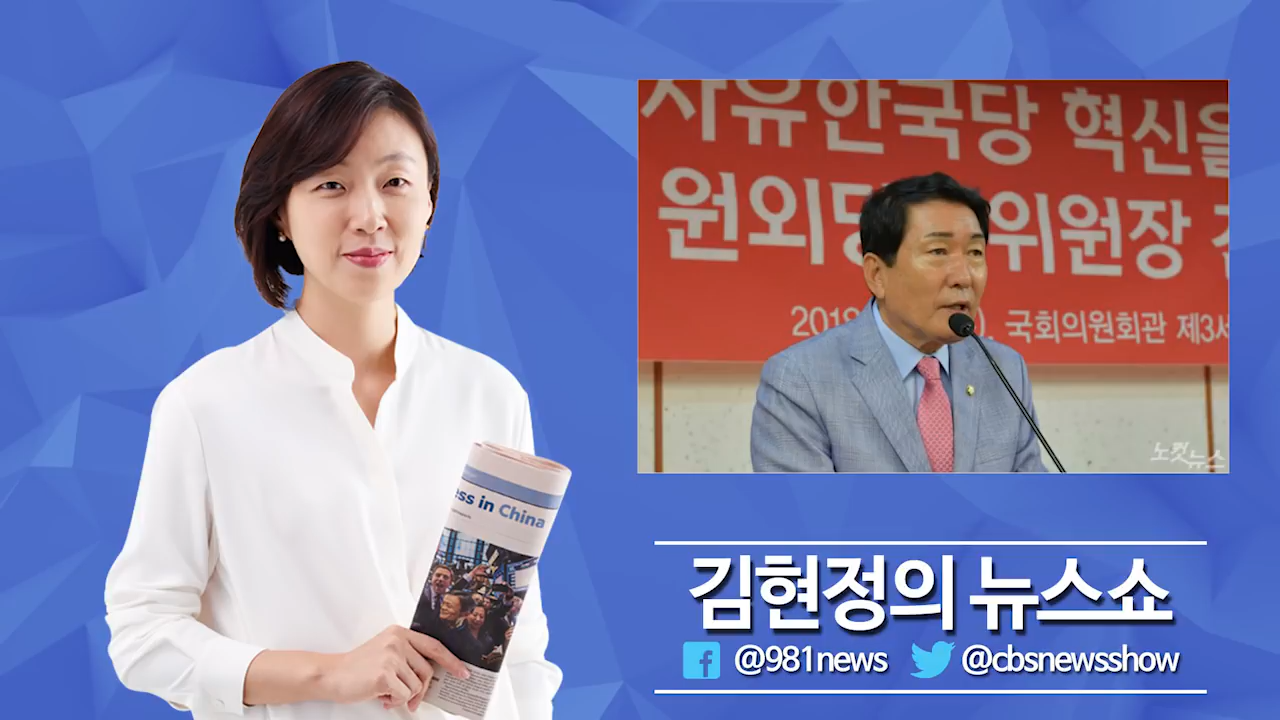 자유한국당 혁신을
원외당 위원장
국회의원회관 제3세
노컷뉴스
ess in China
김현정의 뉴스쇼
@981news @cbsnewsshow